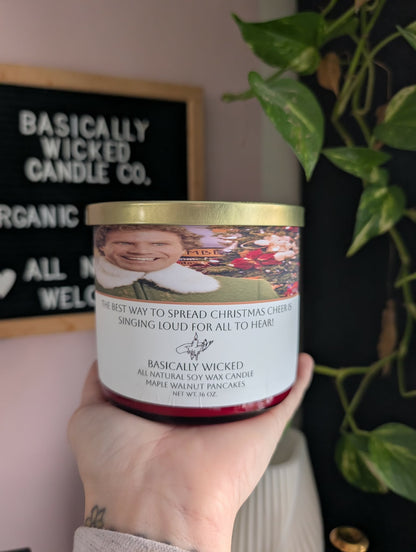 BASICALLY
WICKED
CANDLE CO.
RGANIC
ALL N
WELC
THE BEST WAY TO SPREAD CHRISTMAS CHEER IS
SINGING LOUD FOR ALL TO HEAR!
BASICALLY WICKED
ALL NATURAL SOY WAX CANDLE
MAPLE WALNUT PANCAKES
NET WT. 16 OZ.